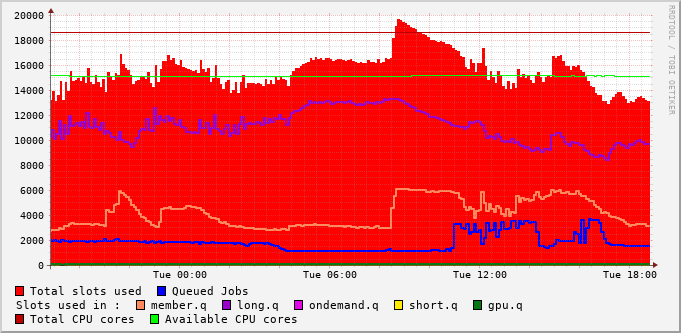 20000
18000
16000
14000
12000
10000
8000
6000
4000
2000
0
Tue 00:00 Tue 06:00 Tue 12:00 Tue 18:00
RRDTOOL / TOBI OETIKER
Total slots used Queued Jobs
Slots used in : member.q long.q ondemand.q short.q gpu.q
Total CPU cores Available CPU cores